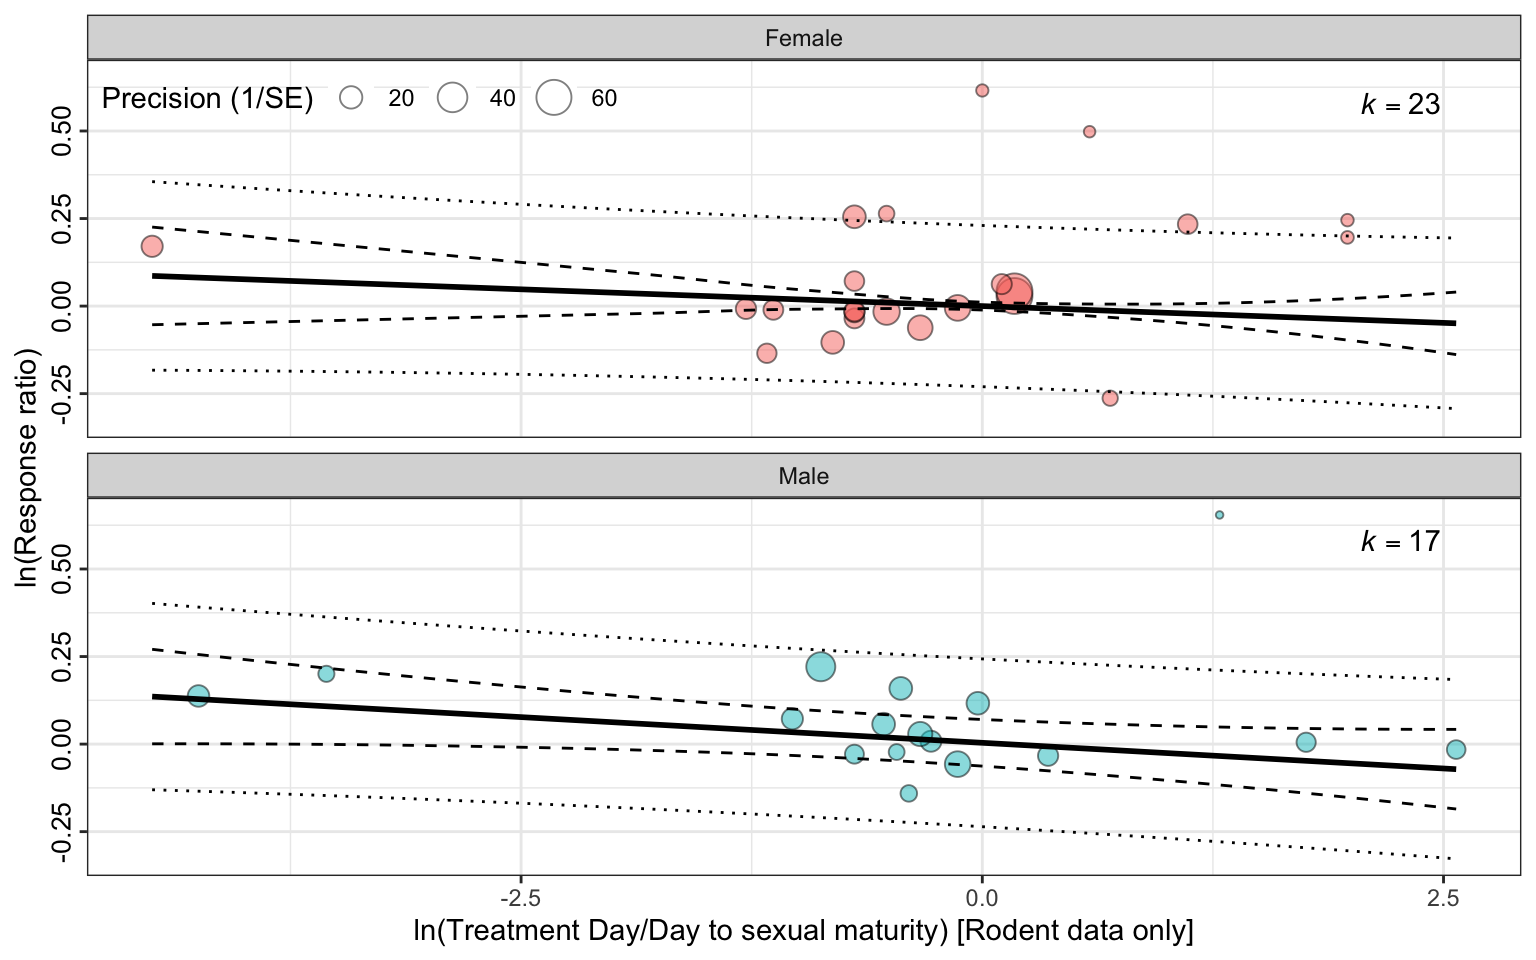 Female
Precision (1/SE) 20 40 60
k = 23
0.50
0.25
0.00
-0.25
Male
k = 17
0.50
0.25
0.00
-0.25
ln(Response ratio)
-2.5 0.0 2.5
ln(Treatment Day/Day to sexual maturity) [Rodent data only]